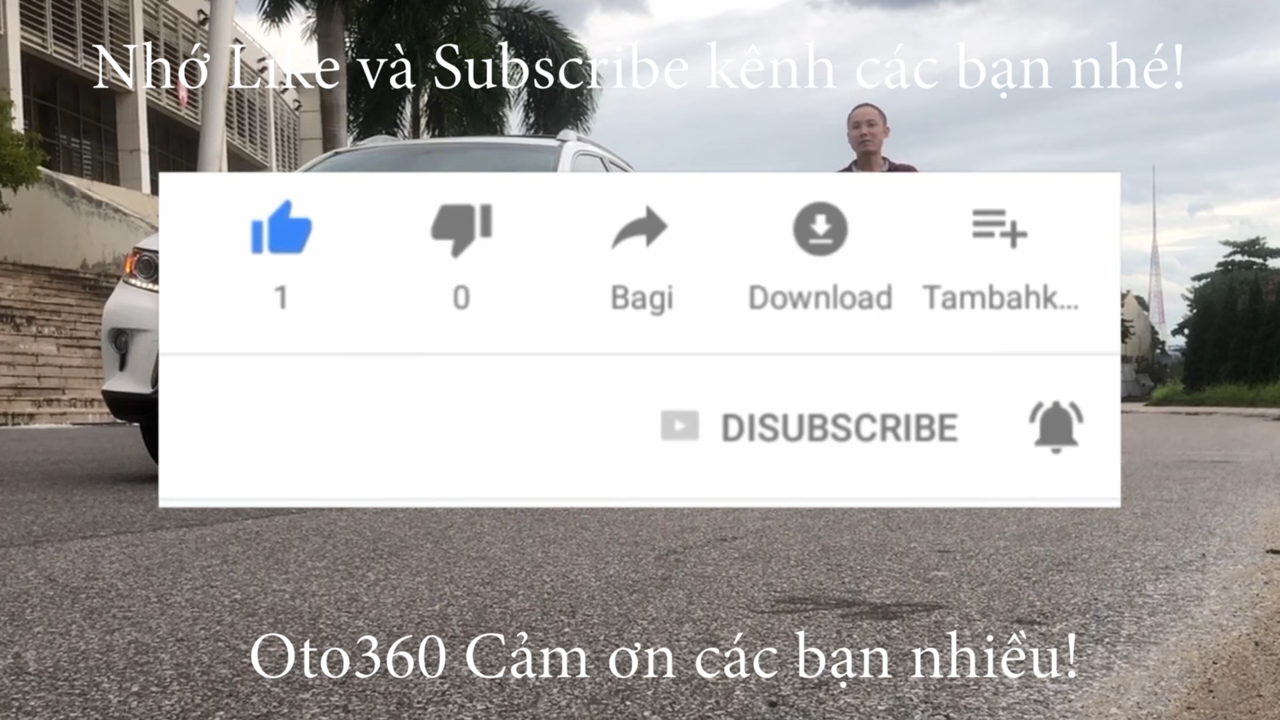 Nhớ Like và Subscribe kênh các bạn nhé!
1 0 Bagi Download Tambahk...
DISUBSCRIBE
Oto360 Cảm ơn các bạn nhiều!